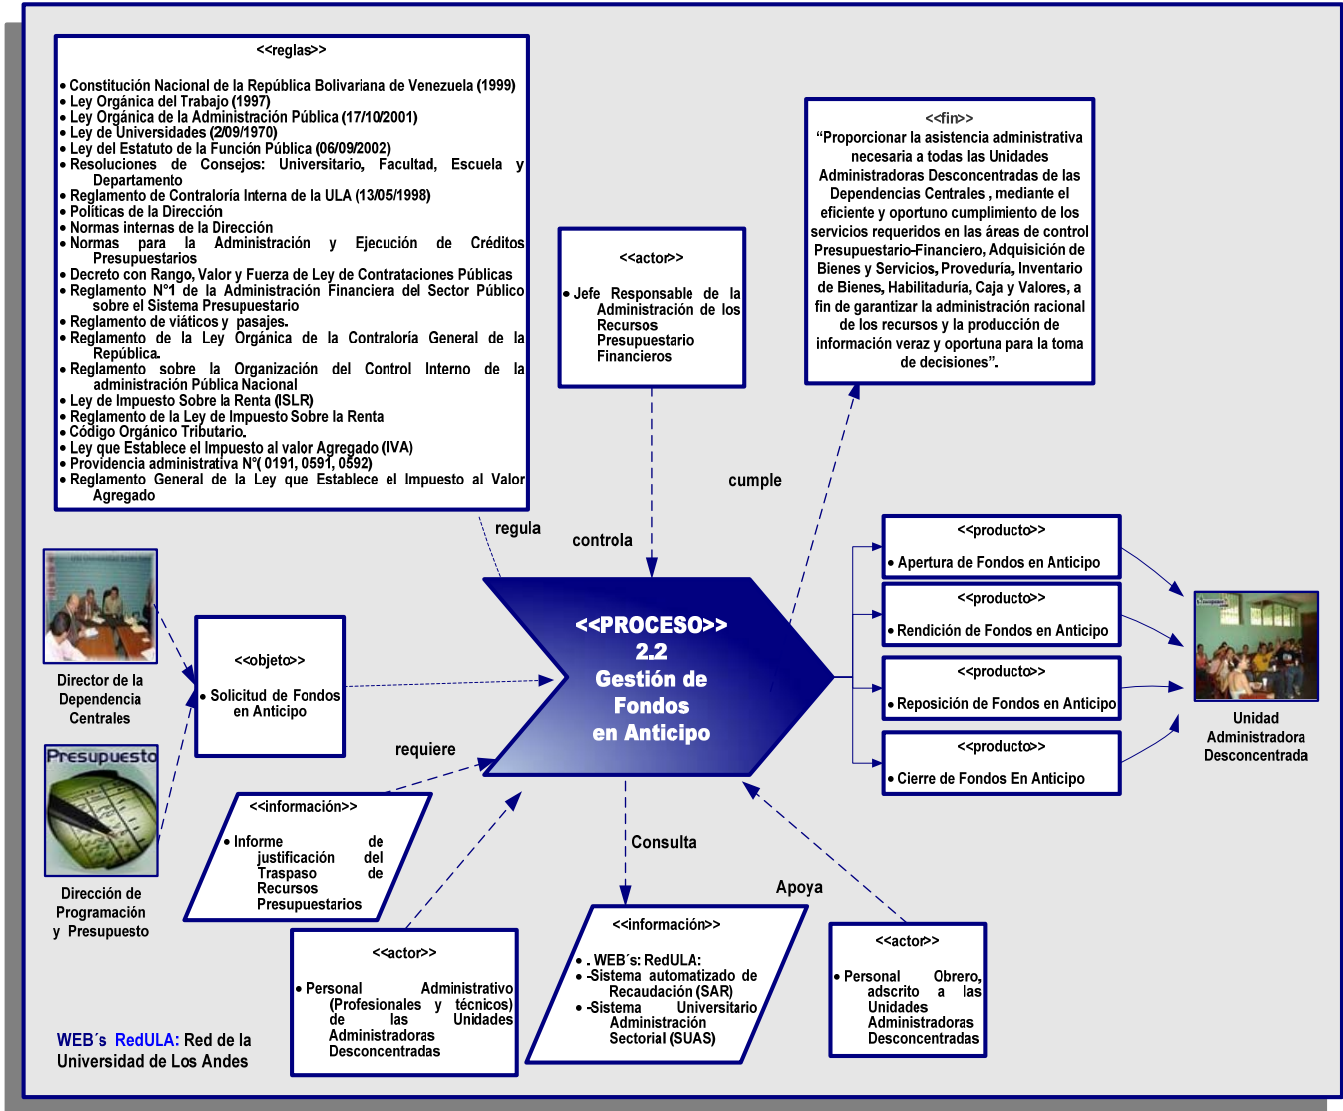 <<reglas>>
• Constitución Nacional de la República Bolivariana de Venezuela (1999)
• Ley Orgánica del Trabajo (1997)
• Ley Orgánica de la Administración Pública (17/10/2001)
• Ley de Universidades (2/09/1970)
• Ley del Estatuto de la Función Pública (06/09/2002)
• Resoluciones de Consejos: Universitario, Facultad, Escuela y
Departamento
• Reglamento de Contraloría Interna de la ULA (13/05/1998)
• Políticas de la Dirección
• Normas internas de la Dirección
• Normas para la Administración y Ejecución de Créditos
Presupuestarios
• Decreto con Rango, Valor y Fuerza de Ley de Contrataciones Públicas
• Reglamento N°1 de la Administración Financiera del Sector Público
sobre el Sistema Presupuestario
• Reglamento de viáticos y pasajes.
• Reglamento de la Ley Orgánica de la Contraloría General de la
República.
• Reglamento sobre la Organización del Control Interno de la
administración Pública Nacional
• Ley de Impuesto Sobre la Renta (ISLR)
• Reglamento de la Ley de Impuesto Sobre la Renta
• Código Orgánico Tributario.
• Ley que Establece el Impuesto al valor Agregado (IVA)
• Providencia administrativa N°( 0191, 0591, 0592)
• Reglamento General de la Ley que Establece el Impuesto al Valor
Agregado
<<actor>>
• Jefe Responsable de la
Administración de los
Recursos
Presupuestario
Financieros
<<fin>>
“Proporcionar la asistencia administrativa
necesaria a todas las Unidades
Administradoras Desconcentradas de las
Dependencias Centrales , mediante el
eficiente y oportuno cumplimiento de los
servicios requeridos en las áreas de control
Presupuestario-Financiero, Adquisición de
Bienes y Servicios, Proveduría, Inventario
de Bienes, Habilitaduría, Caja y Valores, a
fin de garantizar la administración racional
de los recursos y la producción de
información veraz y oportuna para la toma
de decisiones”.
regula
controla
cumple
Director de la
Dependencia
Centrales
Presupuesto
Dirección de
Programación
y Presupuesto
<<objeto>>
• Solicitud de Fondos
en Anticipo
<<PROCESO>>
2.2
Gestión de
Fondos
en Anticipo
<<producto>>
• Apertura de Fondos en Anticipo
<<producto>>
• Rendición de Fondos en Anticipo
<<producto>>
• Reposición de Fondos en Anticipo
<<producto>>
• Cierre de Fondos En Anticipo
Unidad
Administradora
Desconcentrada
requiere
<<información>>
• Informe de
justificación del
Traspaso de
Recursos
Presupuestarios
<<actor>>
• Personal Administrativo
(Profesionales y técnicos)
de las Unidades
Administradoras
Desconcentradas
Consulta
<<información>>
• . WEB´s: RedULA:
• -Sistema automatizado de
Recaudación (SAR)
• -Sistema Universitario
Administración
Sectorial (SUAS)
Apoya
<<actor>>
• Personal Obrero,
adscrito a las
Unidades
Administradoras
Desconcentradas
WEB´s RedULA: Red de la
Universidad de Los Andes